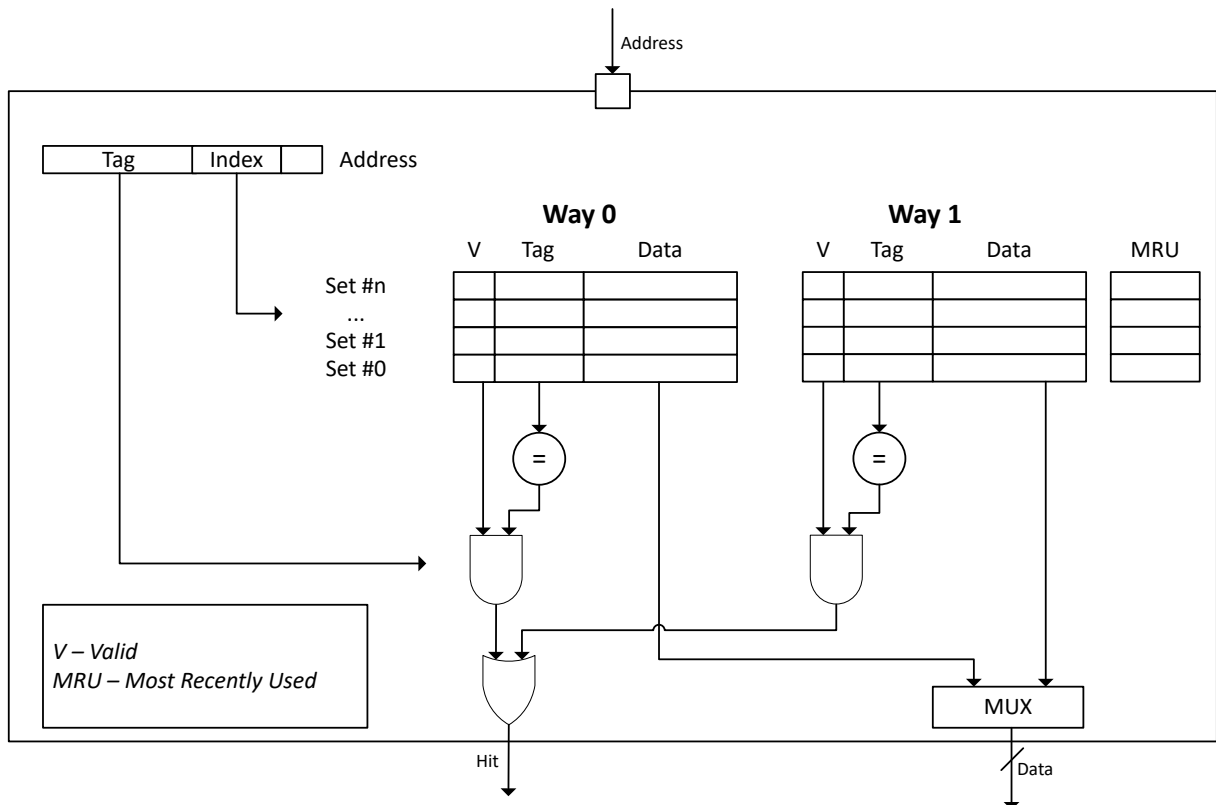 Address
Tag Index Address
Way 0 Way 1
V Tag Data V Tag Data MRU
Set #n
...
Set #1
Set #0
= =
V – Valid
MRU – Most Recently Used
MUX
Hit Data